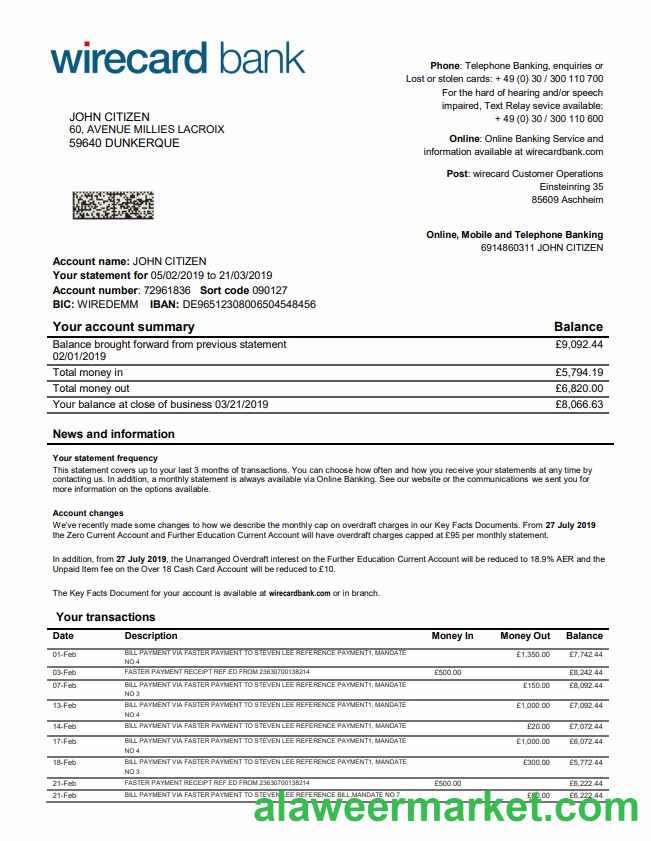 wirecard bank
Phone: Telephone Banking, enquiries or
Lost or stolen cards: + 49 (0) 30 / 300 110 700
For the hard of hearing and/or speech
impaired, Text Relay sevice available:
+ 49 (0) 30 / 300 110 600
Online: Online Banking Service and
information available at wirecardbank.com
Post: wirecard Customer Operations
Einsteinring 35
85609 Aschheim
Online, Mobile and Telephone Banking
6914860311 JOHN CITIZEN
JOHN CITIZEN
60, AVENUE MILLIES LACROIX
59640 DUNKERQUE
Account name: JOHN CITIZEN
Your statement for 05/02/2019 to 21/03/2019
Account number: 72961836 Sort code 090127
BIC: WIREDEMM IBAN: DE96512308006504548456
Your account summary Balance
Balance brought forward from previous statement £9,092.44
02/01/2019
Total money in £5,794.19
Total money out £6,820.00
Your balance at close of business 03/21/2019 £8,066.63
News and information
Your statement frequency
This statement covers up to your last 3 months of transactions. You can choose how often and how you receive your statements at any time by
contacting us. In addition, a monthly statement is always available via Online Banking. See our website or the communications we sent you for
more information on the options available.
Account changes
We've recently made some changes to how we describe the monthly cap on overdraft charges in our Key Facts Documents. From 27 July 2019
the Zero Current Account and Further Education Current Account will have overdraft charges capped at £95 per monthly statement.
In addition, from 27 July 2019, the Unarranged Overdraft interest on the Further Education Current Account will be reduced to 18.9% AER and the
Unpaid Item fee on the Over 18 Cash Card Account will be reduced to £10.
The Key Facts Document for your account is available at wirecardbank.com or in branch.
Your transactions
Date Description Money In Money Out Balance
01-Feb BILL PAYMENT VIA FASTER PAYMENT TO STEVEN LEE REFERENCE PAYMENT1, MANDATE £1,350.00 £7,742.44
NO 4
03-Feb FASTER PAYMENT RECEIPT REF.ED FROM 23630700138214 £500.00 £8,242.44
07-Feb BILL PAYMENT VIA FASTER PAYMENT TO STEVEN LEE REFERENCE PAYMENT1, MANDATE £150.00 £8,092.44
NO 3
13-Feb BILL PAYMENT VIA FASTER PAYMENT TO STEVEN LEE REFERENCE PAYMENT1, MANDATE £1,000.00 £7,092.44
NO 4
14-Feb BILL PAYMENT VIA FASTER PAYMENT TO STEVEN LEE REFERENCE PAYMENT1, MANDATE £20.00 £7,072.44
17-Feb BILL PAYMENT VIA FASTER PAYMENT TO STEVEN LEE REFERENCE PAYMENT1, MANDATE £1,000.00 £6,072.44
NO 4
18-Feb BILL PAYMENT VIA FASTER PAYMENT TO STEVEN LEE REFERENCE PAYMENT1, MANDATE £300.00 £5,772.44
NO 3
21-Feb FASTER PAYMENT RECEIPT REF.ED FROM 23630700138214 £500.00 £6,222.44
21-Feb BILL PAYMENT VIA FASTER PAYMENT TO STEVEN LEE REFERENCE BILL,MANDATE NO 7 £6,222.44
alaweermarket.com